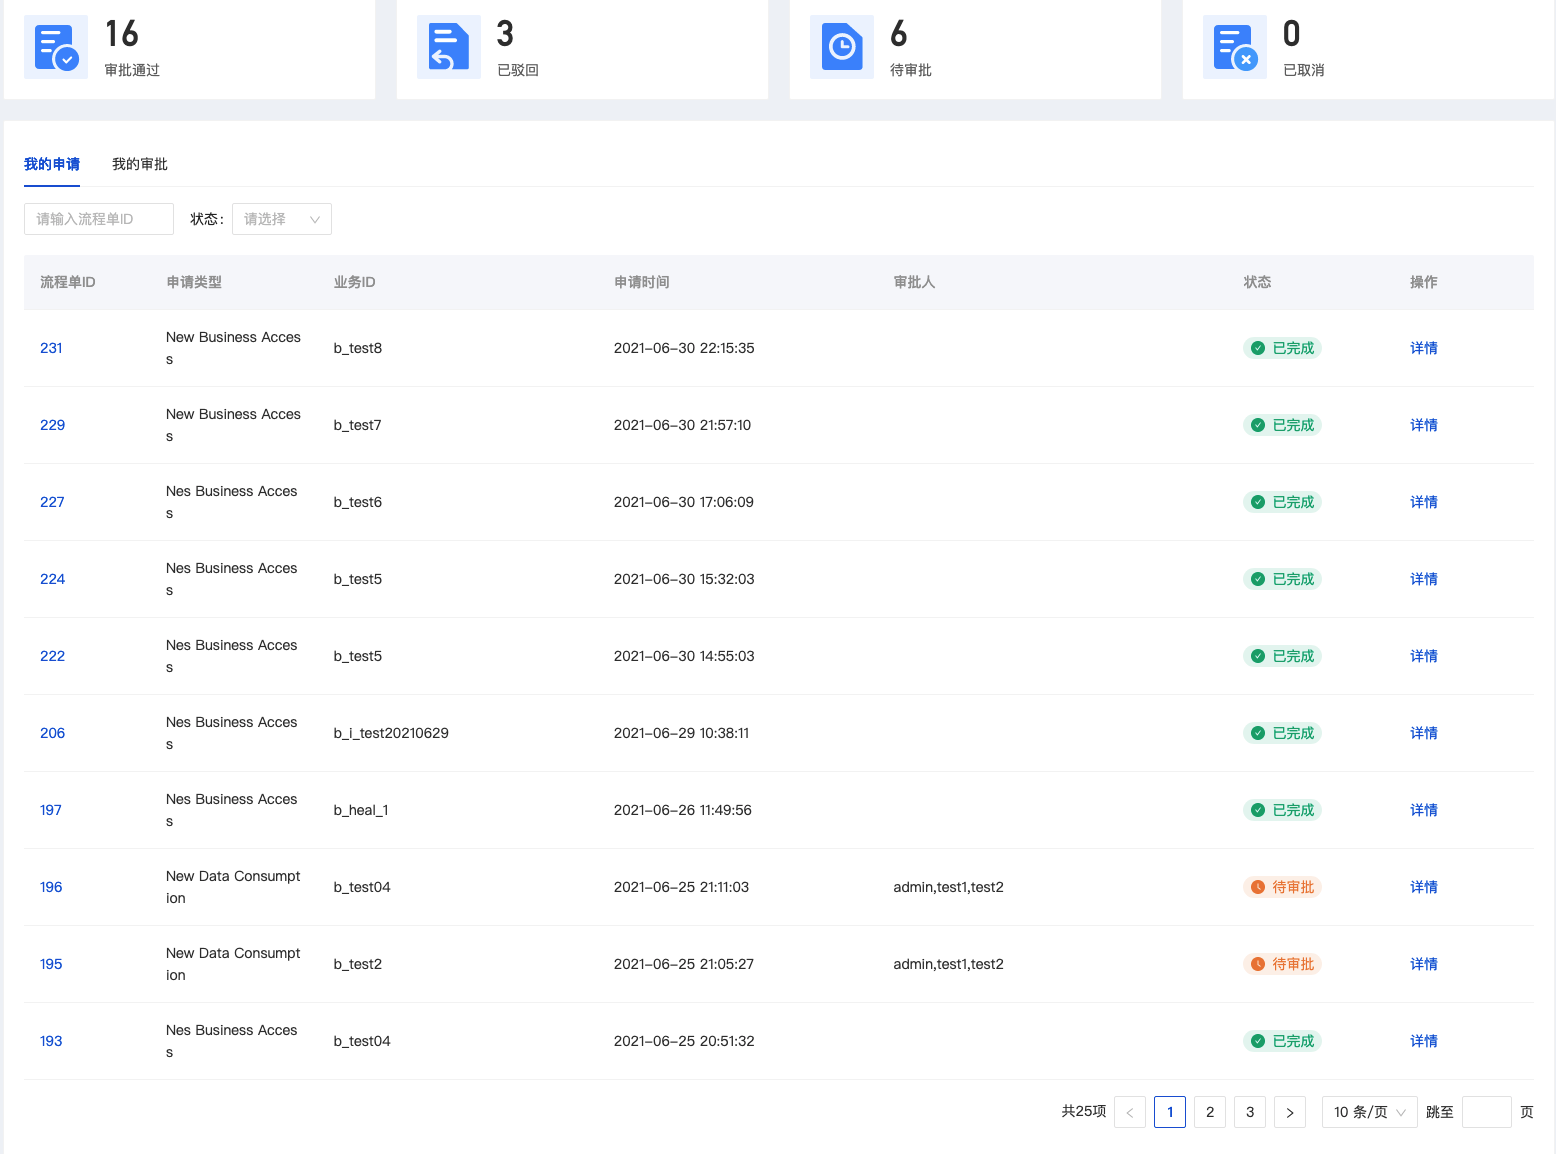 16
审批通过
3
已驳回
6
待审批
0
已取消
我的申请 我的审批
请输入流程单ID 状态: 请选择
流程单ID 申请类型 业务ID 申请时间 审批人 状态 操作
231 New Business Acces
s b_test8 2021-06-30 22:15:35 已完成 详情
229 New Business Acces
s b_test7 2021-06-30 21:57:10 已完成 详情
227 Nes Business Acces
s b_test6 2021-06-30 17:06:09 已完成 详情
224 Nes Business Acces
s b_test5 2021-06-30 15:32:03 已完成 详情
222 Nes Business Acces
s b_test5 2021-06-30 14:55:03 已完成 详情
206 Nes Business Acces
s b_i_test20210629 2021-06-29 10:38:11 已完成 详情
197 Nes Business Acces
s b_heal_1 2021-06-26 11:49:56 已完成 详情
196 New Data Consumpt
ion b_test04 2021-06-25 21:11:03 admin,test1,test2 待审批 详情
195 New Data Consumpt
ion b_test2 2021-06-25 21:05:27 admin,test1,test2 待审批 详情
193 Nes Business Acces
s b_test04 2021-06-25 20:51:32 已完成 详情
共25项 < 1 2 3 > 10 条/页 跳至 页